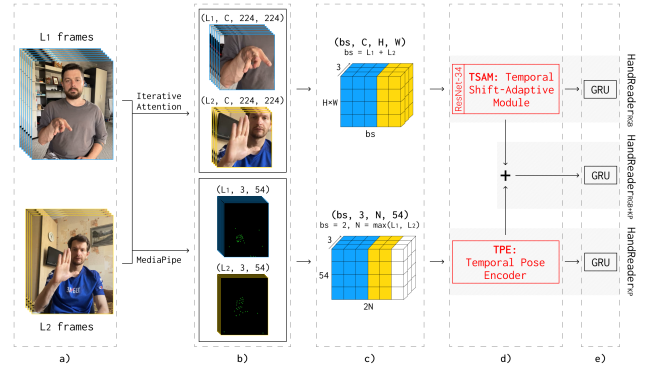 L1 frames
L2 frames
a)
Iterative
Attention
MediaPipe
(L1, C, 224, 224)
(L2, C, 224, 224)
(L1, 3, 54)
(L2, 3, 54)
b)
(bs, C, H, W)
bs = L1 + L2
3
H×W
bs
(bs, 3, N, 54)
bs = 2, N = max(L1, L2)
3
54
2N
c)
ResNet-34
TSAM: Temporal
Shift-Adaptive
Module
+
TPE:
Temporal Pose
Encoder
d)
GRU
GRU
GRU
e)
HandReaderRGB
HandReaderRGB+KP
HandReaderKP